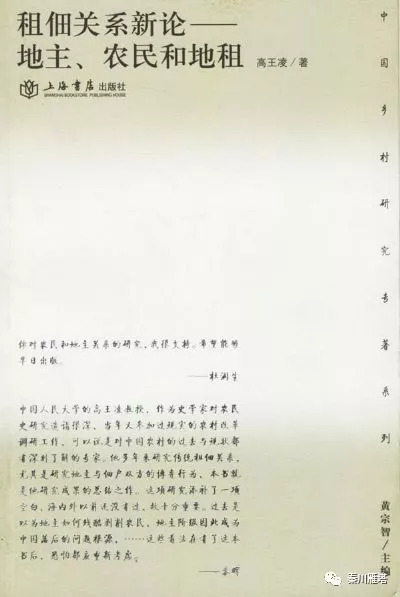 租佃关系新论——
地主、农民和地租 高王凌／著
上海书店出版社
SHANGHAI BOOKSTORE PUBLISHING HOUSE
中国乡村研究专著系列
黄宗智／主编
你对农民和地主关系的研究，我很支持。希望能够
早日出版。
——杜润生
中国人民大学的高王凌教授，作为史学家对农民
史研究造诣很深，当年又参加过现实的农村改革
调研工作，可以说是对中国农村的过去与现状都
有深刻了解的专家。他多年来研究传统租佃关系，
尤其是研究地主与佃户双方的博弈行为，本书就
是他研究成果的总结之作。这项研究添补了一项
空白，海内外以前还没有过，故十分重要。过去是
以为地主如何残酷剥削农民，地主阶级因此成为
中国落后的问题根源，……这些看法在有了这本
书后，恐怕都应重新考虑。
——秦晖
秦川雁塔